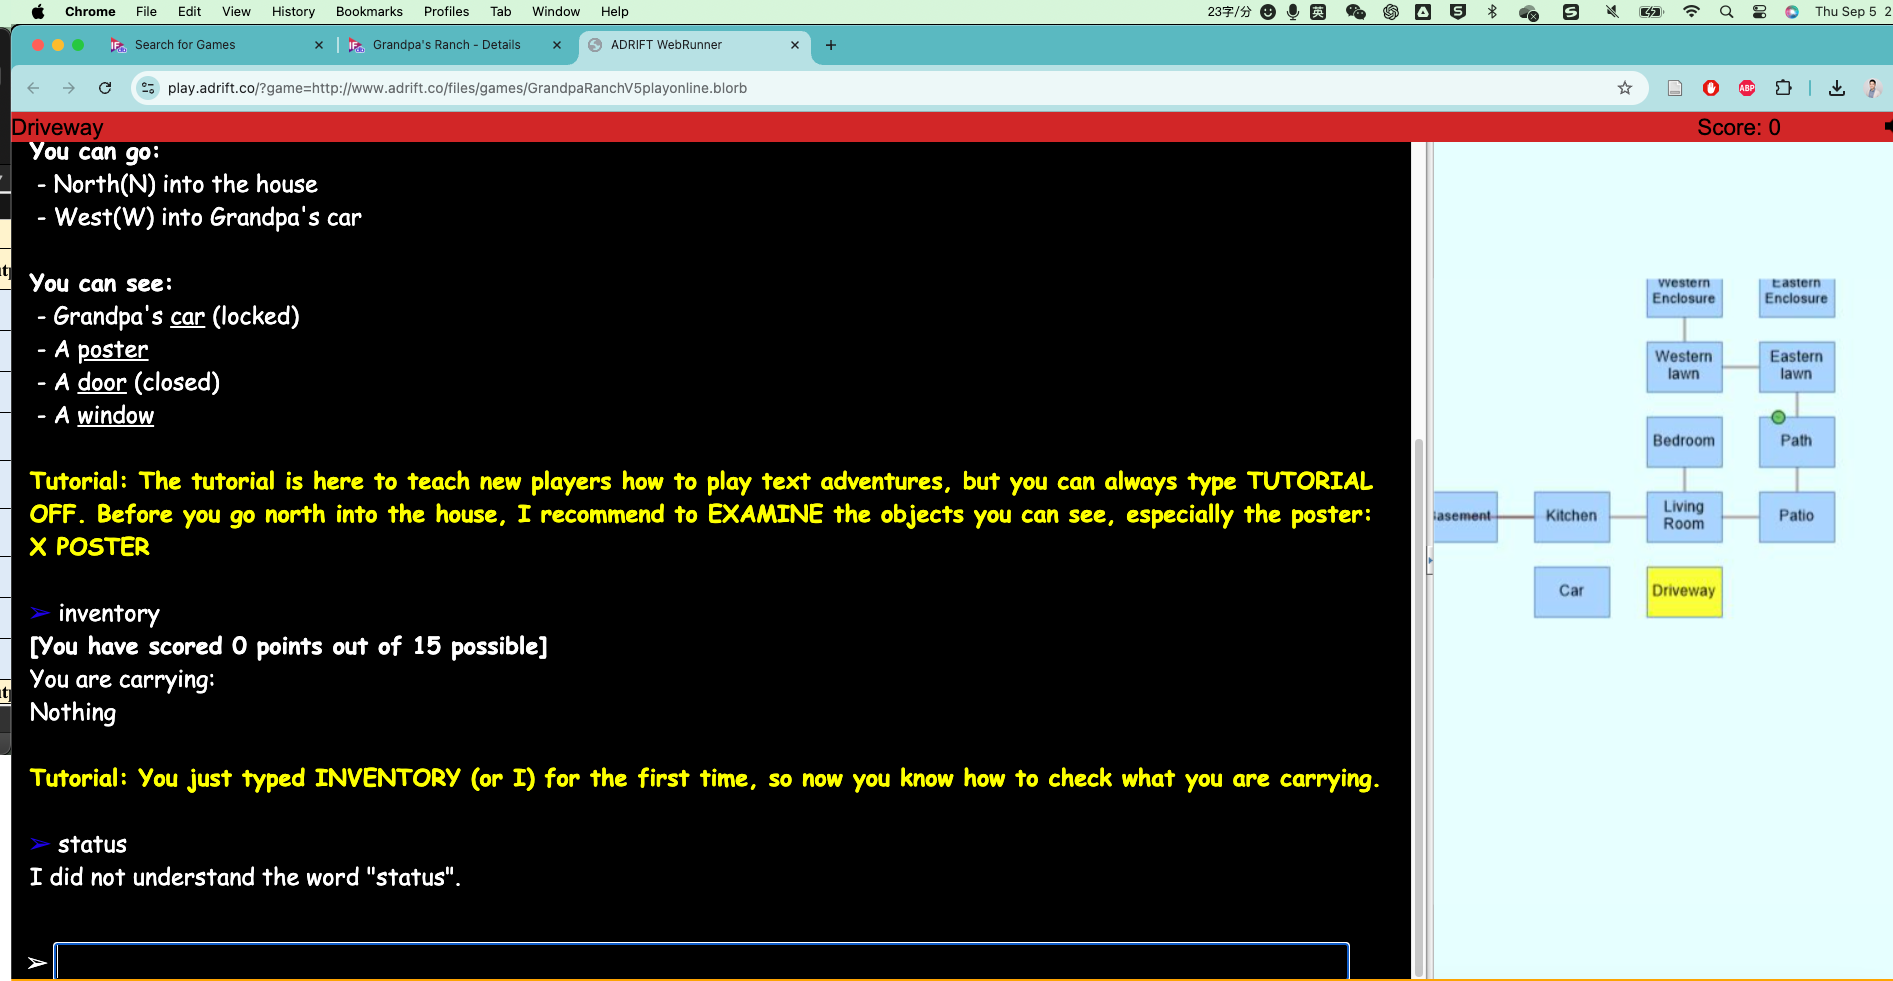 Chrome File Edit View History Bookmarks Profiles Tab Window Help 23字/分 英 Thu Sep 5 2
Search for Games Grandpa's Ranch - Details ADRIFT WebRunner
play.adrift.co/?game=http://www.adrift.co/files/games/GrandpaRanchV5playonline.blorb ABP
Driveway Score: 0
You can go:
- North(N) into the house
- West(W) into Grandpa's car
You can see:
- Grandpa's car (locked)
- A poster
- A door (closed)
- A window
Tutorial: The tutorial is here to teach new players how to play text adventures, but you can always type TUTORIAL
OFF. Before you go north into the house, I recommend to EXAMINE the objects you can see, especially the poster:
X POSTER
➢ inventory
[You have scored 0 points out of 15 possible]
You are carrying:
Nothing
Tutorial: You just typed INVENTORY (or I) for the first time, so now you know how to check what you are carrying.
➢ status
I did not understand the word "status".
➢
Western
Enclosure
Eastern
Enclosure
Western
lawn
Eastern
lawn
Bedroom
Path
Basement
Kitchen
Living
Room
Patio
Car
Driveway